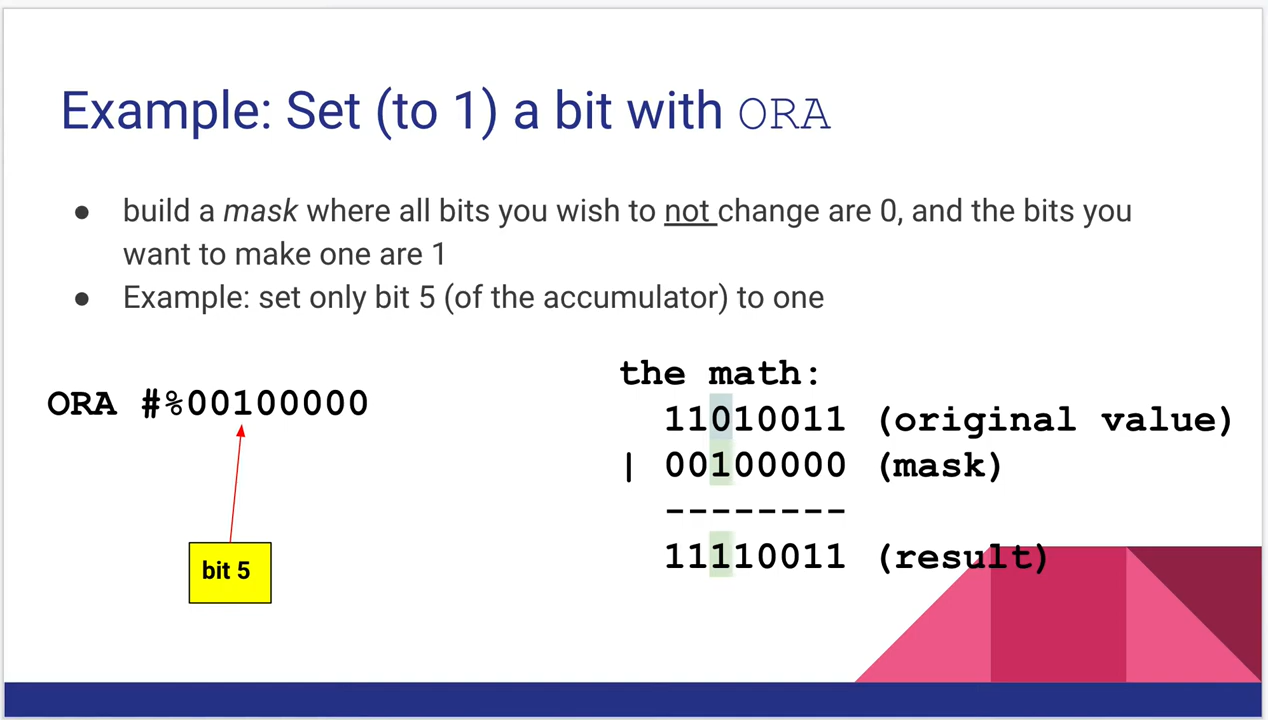 Example: Set (to 1) a bit with ORA
● build a mask where all bits you wish to not change are 0, and the bits you
want to make one are 1
● Example: set only bit 5 (of the accumulator) to one
ORA #%00100000
bit 5
the math:
11010011 (original value)
| 00100000 (mask)
--------
11110011 (result)